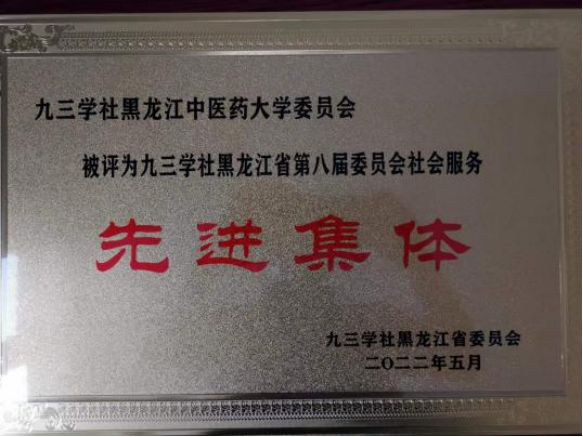 九三学社黑龙江中医药大学委员会
被评为九三学社黑龙江省第八届委员会社会服务
先进集体
九三学社黑龙江省委员会
二〇二二年五月